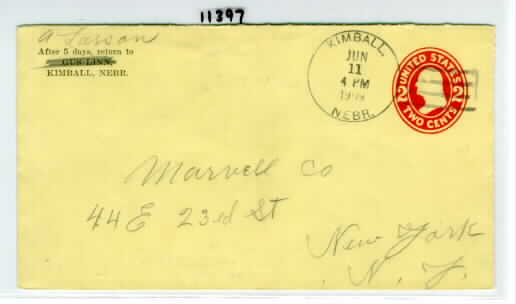 11397
A Larson
After 5 days, return to
GUS LINN,
KIMBALL, NEBR.
KIMBALL,
JUN
11
4 PM
NEBR.
UNITED STATES
2 2
TWO CENTS
Marvell Co
44 E 23rd St
New York
N. Y.